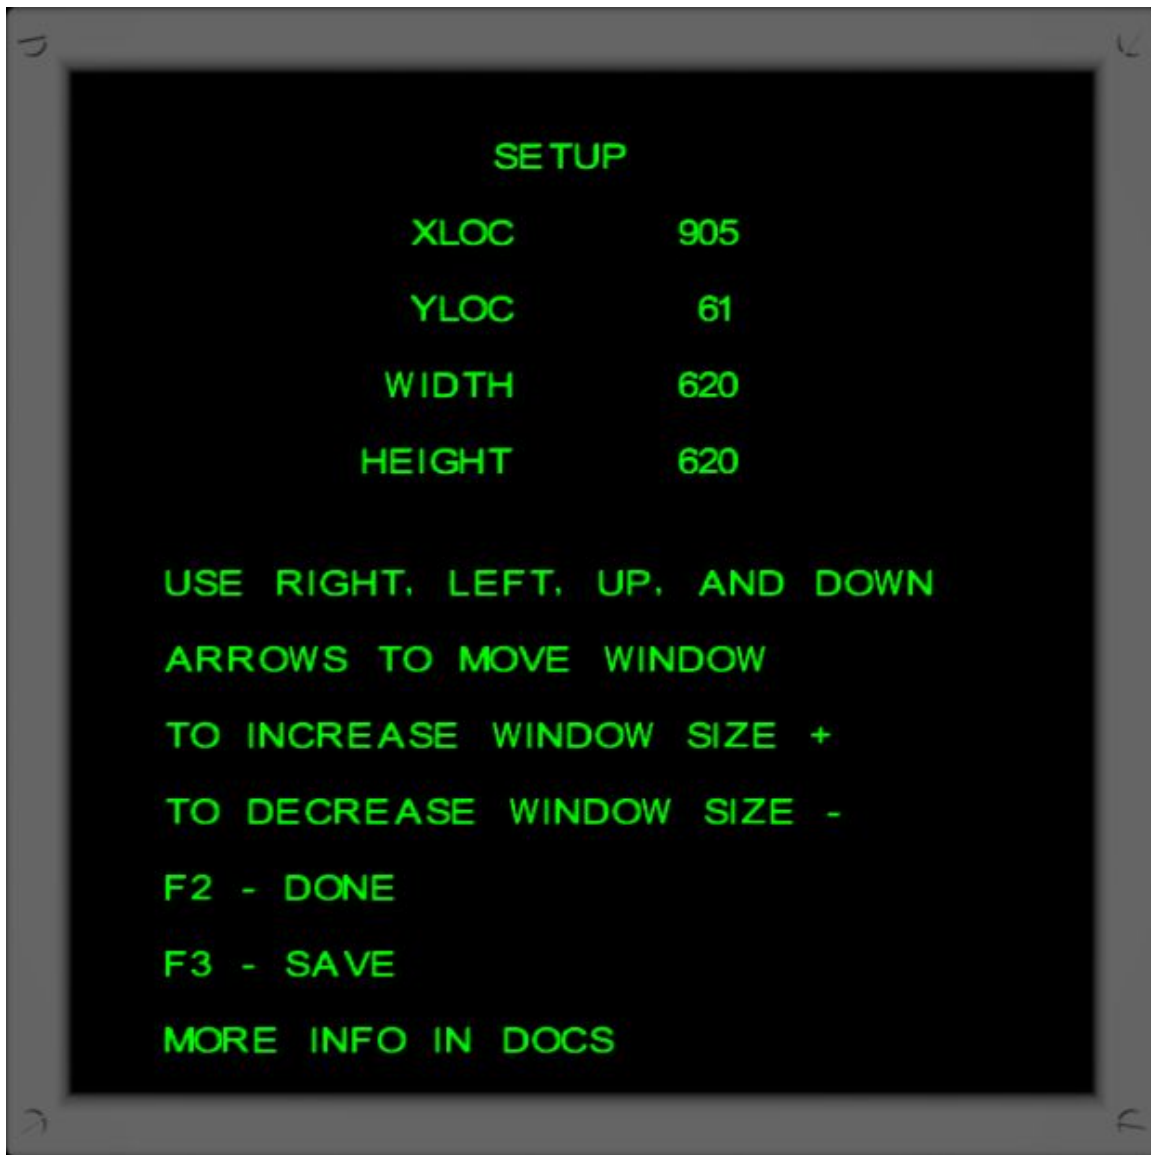 SETUP
XLOC 905
YLOC 61
WIDTH 620
HEIGHT 620
USE RIGHT, LEFT, UP, AND DOWN
ARROWS TO MOVE WINDOW
TO INCREASE WINDOW SIZE +
TO DECREASE WINDOW SIZE -
F2 - DONE
F3 - SAVE
MORE INFO IN DOCS